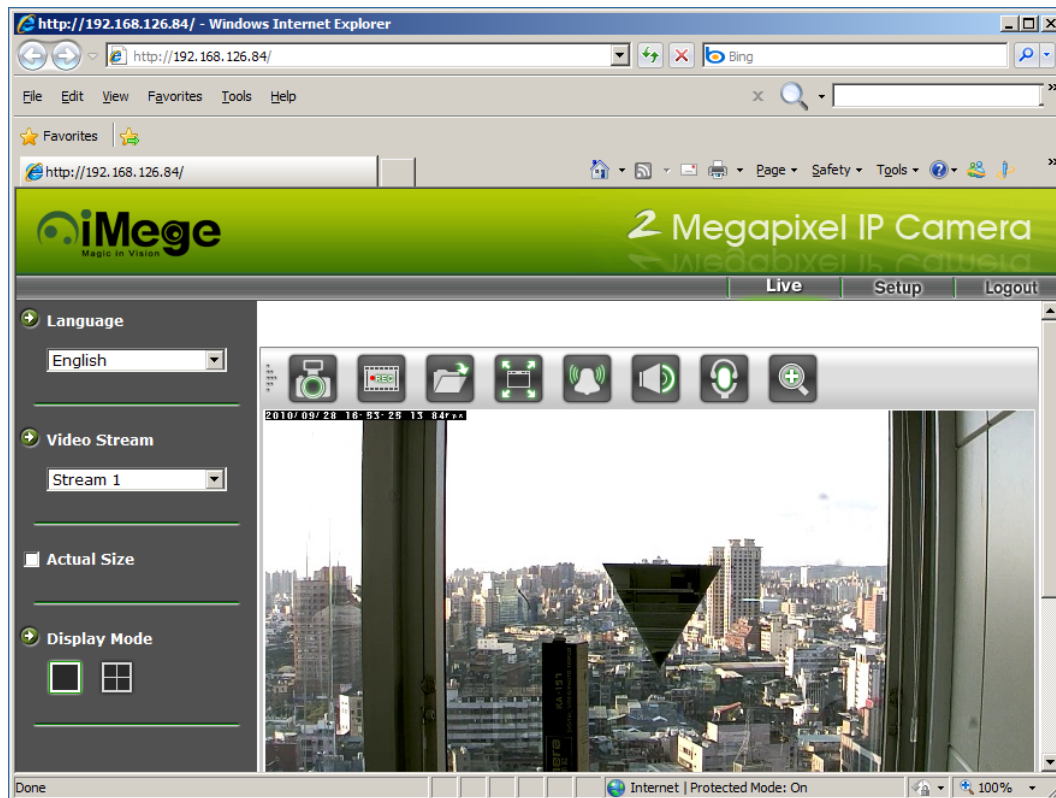 http://192.168.126.84/ - Windows Internet Explorer
http://192.168.126.84/
Bing
File Edit View Favorites Tools Help
x
»
Favorites
http://192.168.126.84/
Page Safety Tools »
iMege
Magic in Vision
2 Megapixel IP Camera
Live Setup Logout
Language
English
REC
2010/09/28 16:53:25 13.84fps
Video Stream
Stream 1
Actual Size
Display Mode
KA-157
Done
Internet | Protected Mode: On
100%